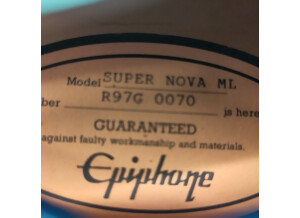 Model SUPER NOVA ML
ber R97G 0070 is here
GUARANTEED
against faulty workmanship and materials.
Epiphone